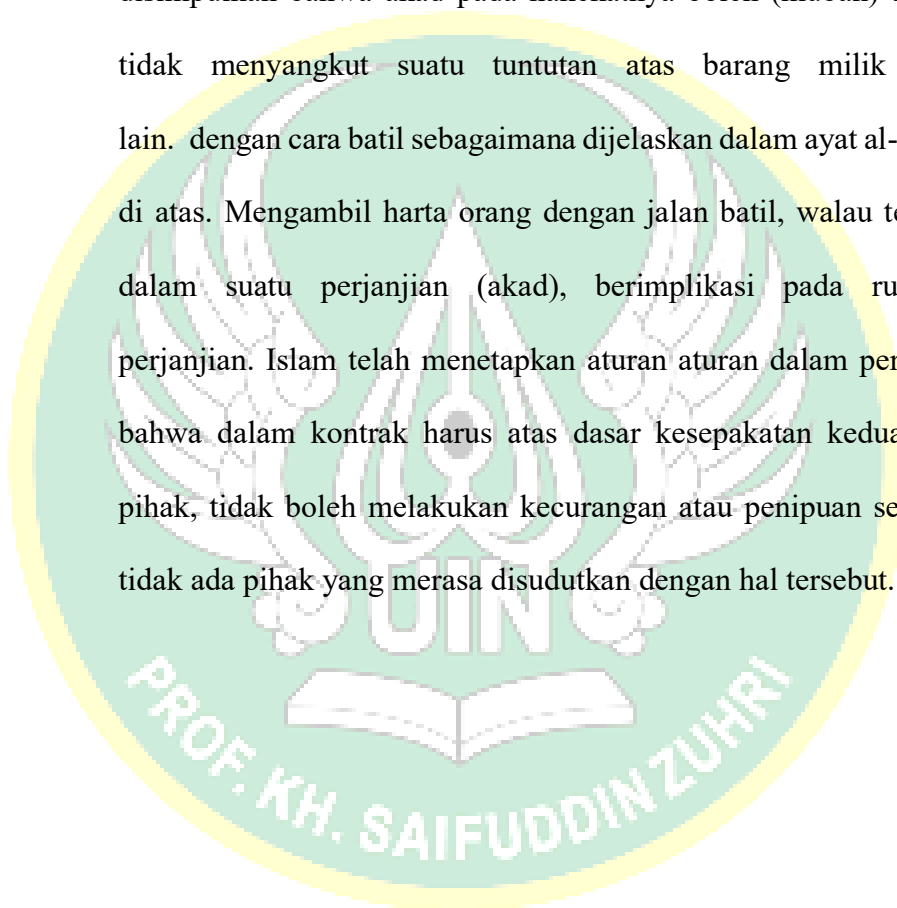 tidak menyangkut suatu tuntutan atas barang milik
lain. dengan cara batil sebagaimana dijelaskan dalam ayat al-
di atas. Mengambil harta orang dengan jalan batil, walau
dalam suatu perjanjian (akad), berimplikasi pada
perjanjian. Islam telah menetapkan aturan aturan dalam
bahwa dalam kontrak harus atas dasar kesepakatan kedua
pihak, tidak boleh melakukan kecurangan atau penipuan
tidak ada pihak yang merasa disudutkan dengan hal tersebut.
UIN
PROF. KH. SAIFUDDIN ZUHRI